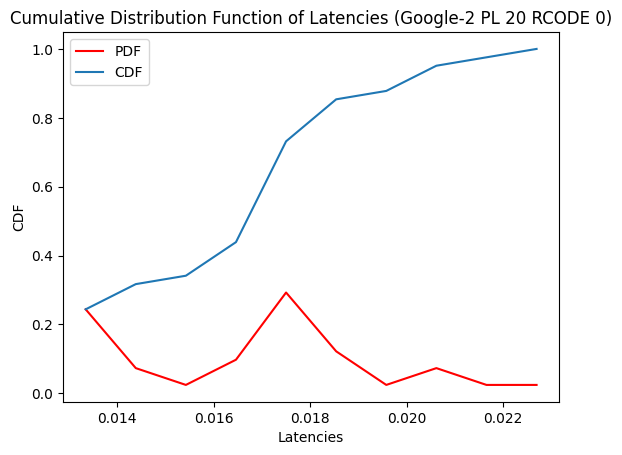 Cumulative Distribution Function of Latencies (Google-2 PL 20 RCODE 0)
PDF
CDF
1.0
0.8
0.6
0.4
0.2
0.0
CDF
0.014
0.016
0.018
0.020
0.022
Latencies